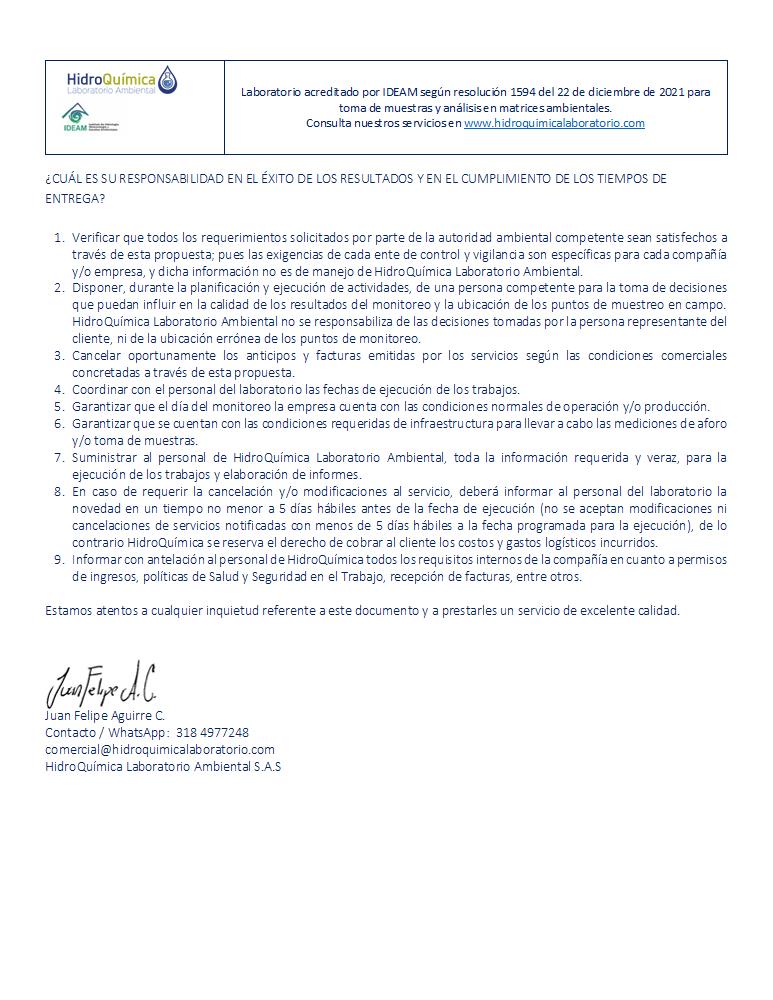 HidroQuímica
Laboratorio Ambiental
IDEAM
Laboratorio acreditado por IDEAM según resolución 1594 del 22 de diciembre de 2021 para
toma de muestras y análisis en matrices ambientales.
Consulta nuestros servicios en www.hidroquimicalaboratorio.com
¿CUÁL ES SU RESPONSABILIDAD EN EL ÉXITO DE LOS RESULTADOS Y EN EL CUMPLIMIENTO DE LOS TIEMPOS DE
ENTREGA?
1. Verificar que todos los requerimientos solicitados por parte de la autoridad ambiental competente sean satisfechos a
través de esta propuesta; pues las exigencias de cada ente de control y vigilancia son específicas para cada compañía
y/o empresa, y dicha información no es de manejo de HidroQuímica Laboratorio Ambiental.
2. Disponer, durante la planificación y ejecución de actividades, de una persona competente para la toma de decisiones
que puedan influir en la calidad de los resultados del monitoreo y la ubicación de los puntos de muestreo en campo.
HidroQuímica Laboratorio Ambiental no se responsabiliza de las decisiones tomadas por la persona representante del
cliente, ni de la ubicación errónea de los puntos de monitoreo.
3. Cancelar oportunamente los anticipos y facturas emitidas por los servicios según las condiciones comerciales
concretadas a través de esta propuesta.
4. Coordinar con el personal del laboratorio las fechas de ejecución de los trabajos.
5. Garantizar que el día del monitoreo la empresa cuenta con las condiciones normales de operación y/o producción.
6. Garantizar que se cuentan con las condiciones requeridas de infraestructura para llevar a cabo las mediciones de aforo
y/o toma de muestras.
7. Suministrar al personal de HidroQuímica Laboratorio Ambiental, toda la información requerida y veraz, para la
ejecución de los trabajos y elaboración de informes.
8. En caso de requerir la cancelación y/o modificaciones al servicio, deberá informar al personal del laboratorio la
novedad en un tiempo no menor a 5 días hábiles antes de la fecha de ejecución (no se aceptan modificaciones ni
cancelaciones de servicios notificadas con menos de 5 días hábiles a la fecha programada para la ejecución), de lo
contrario HidroQuímica se reserva el derecho de cobrar al cliente los costos y gastos logísticos incurridos.
9. Informar con antelación al personal de HidroQuímica todos los requisitos internos de la compañía en cuanto a permisos
de ingresos, políticas de Salud y Seguridad en el Trabajo, recepción de facturas, entre otros.
Estamos atentos a cualquier inquietud referente a este documento y a prestarles un servicio de excelente calidad.
Juan Felipe A. C.
Juan Felipe Aguirre C.
Contacto / WhatsApp: 318 4977248
comercial@hidroquimicalaboratorio.com
HidroQuímica Laboratorio Ambiental S.A.S